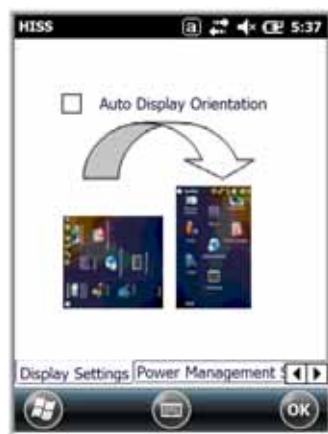 HISS a 5:37
Auto Display Orientation
Display Settings Power Management S
OK